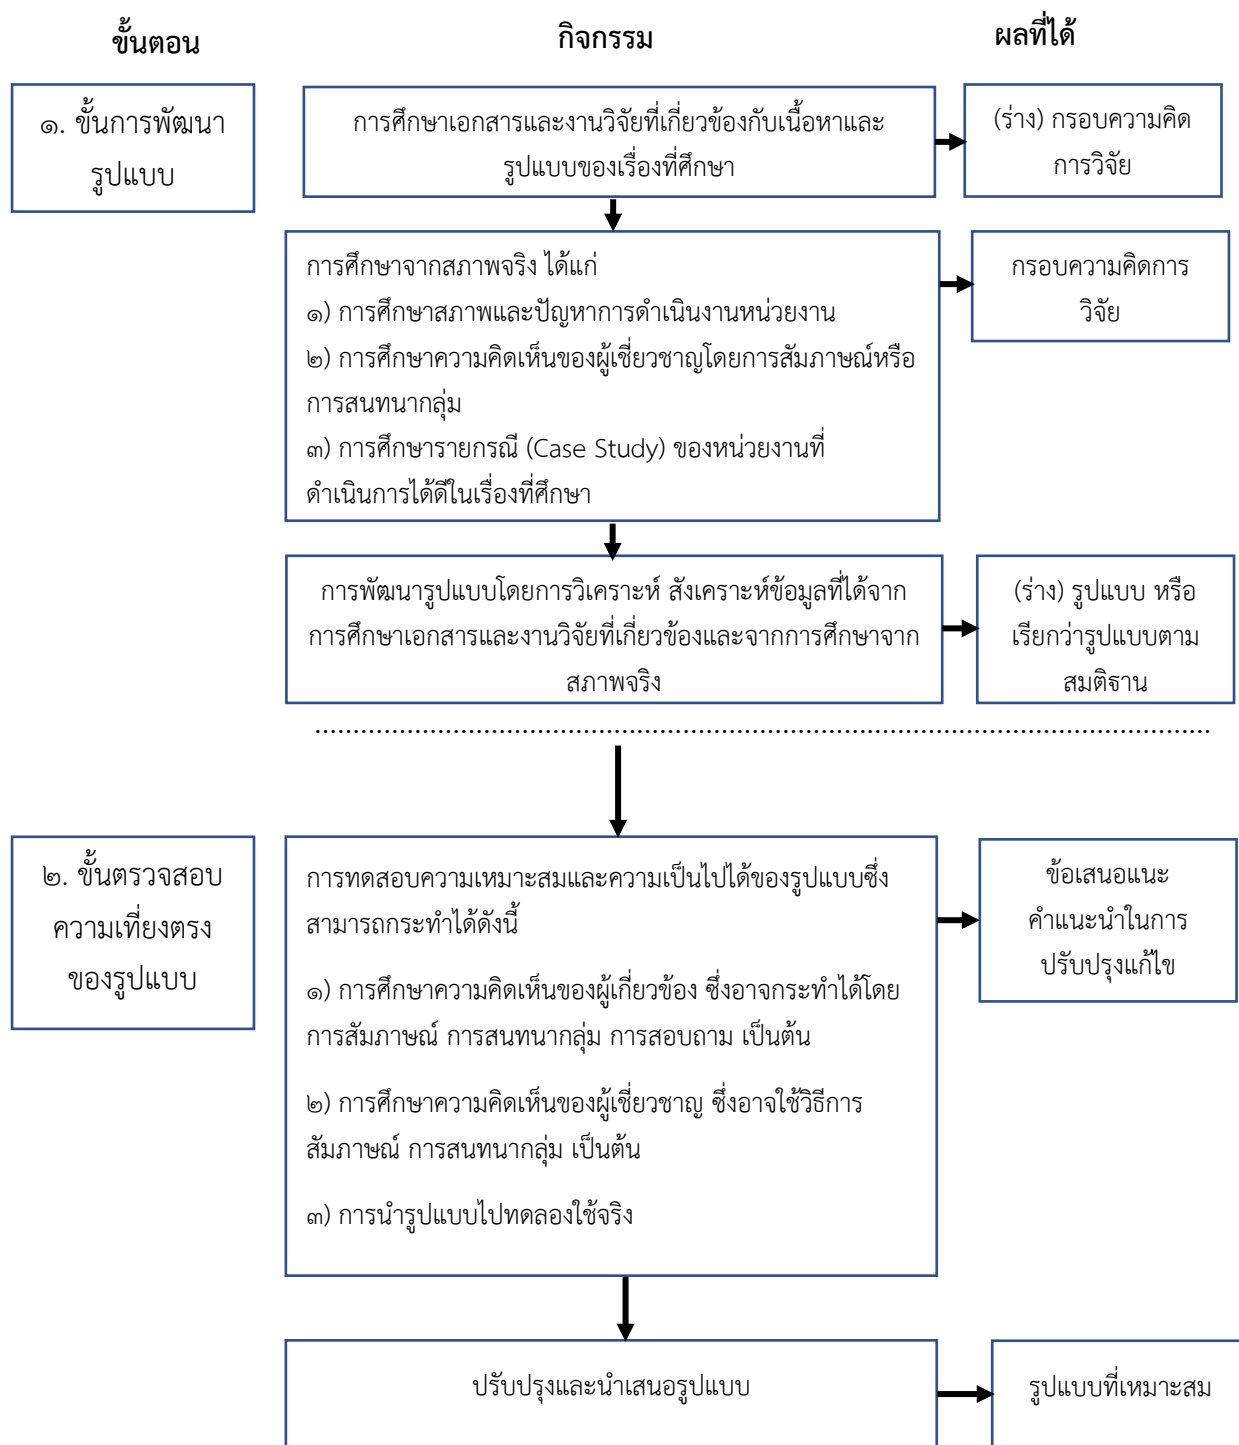 ขั้นตอน
กิจกรรม
ผลที่ได้
๑. ขั้นการพัฒนา
รูปแบบ
การศึกษาเอกสารและงานวิจัยที่เกี่ยวข้องกับเนื้อหาและ
รูปแบบของเรื่องที่ศึกษา
(ร่าง) กรอบความคิด
การวิจัย
การศึกษาจากสภาพจริง ได้แก่
๑) การศึกษาสภาพและปัญหาการดำเนินงานหน่วยงาน
๒) การศึกษาความคิดเห็นของผู้เชี่ยวชาญโดยการสัมภาษณ์หรือ
การสนทนากลุ่ม
๓) การศึกษารายกรณี (Case Study) ของหน่วยงานที่
ดำเนินการได้ดีในเรื่องที่ศึกษา
กรอบความคิดการ
วิจัย
การพัฒนารูปแบบโดยการวิเคราะห์ สังเคราะห์ข้อมูลที่ได้จาก
การศึกษาเอกสารและงานวิจัยที่เกี่ยวข้องและจากการศึกษาจาก
สภาพจริง
(ร่าง) รูปแบบ หรือ
เรียกว่ารูปแบบตาม
สมติฐาน
๒. ขั้นตรวจสอบ
ความเที่ยงตรง
ของรูปแบบ
การทดสอบความเหมาะสมและความเป็นไปได้ของรูปแบบซึ่ง
สามารถกระทำได้ดังนี้
๑) การศึกษาความคิดเห็นของผู้เกี่ยวข้อง ซึ่งอาจกระทำได้โดย
การสัมภาษณ์ การสนทนากลุ่ม การสอบถาม เป็นต้น
๒) การศึกษาความคิดเห็นของผู้เชี่ยวชาญ ซึ่งอาจใช้วิธีการ
สัมภาษณ์ การสนทนากลุ่ม เป็นต้น
๓) การนำรูปแบบไปทดลองใช้จริง
ข้อเสนอแนะ
คำแนะนำในการ
ปรับปรุงแก้ไข
ปรับปรุงและนำเสนอรูปแบบ
รูปแบบที่เหมาะสม